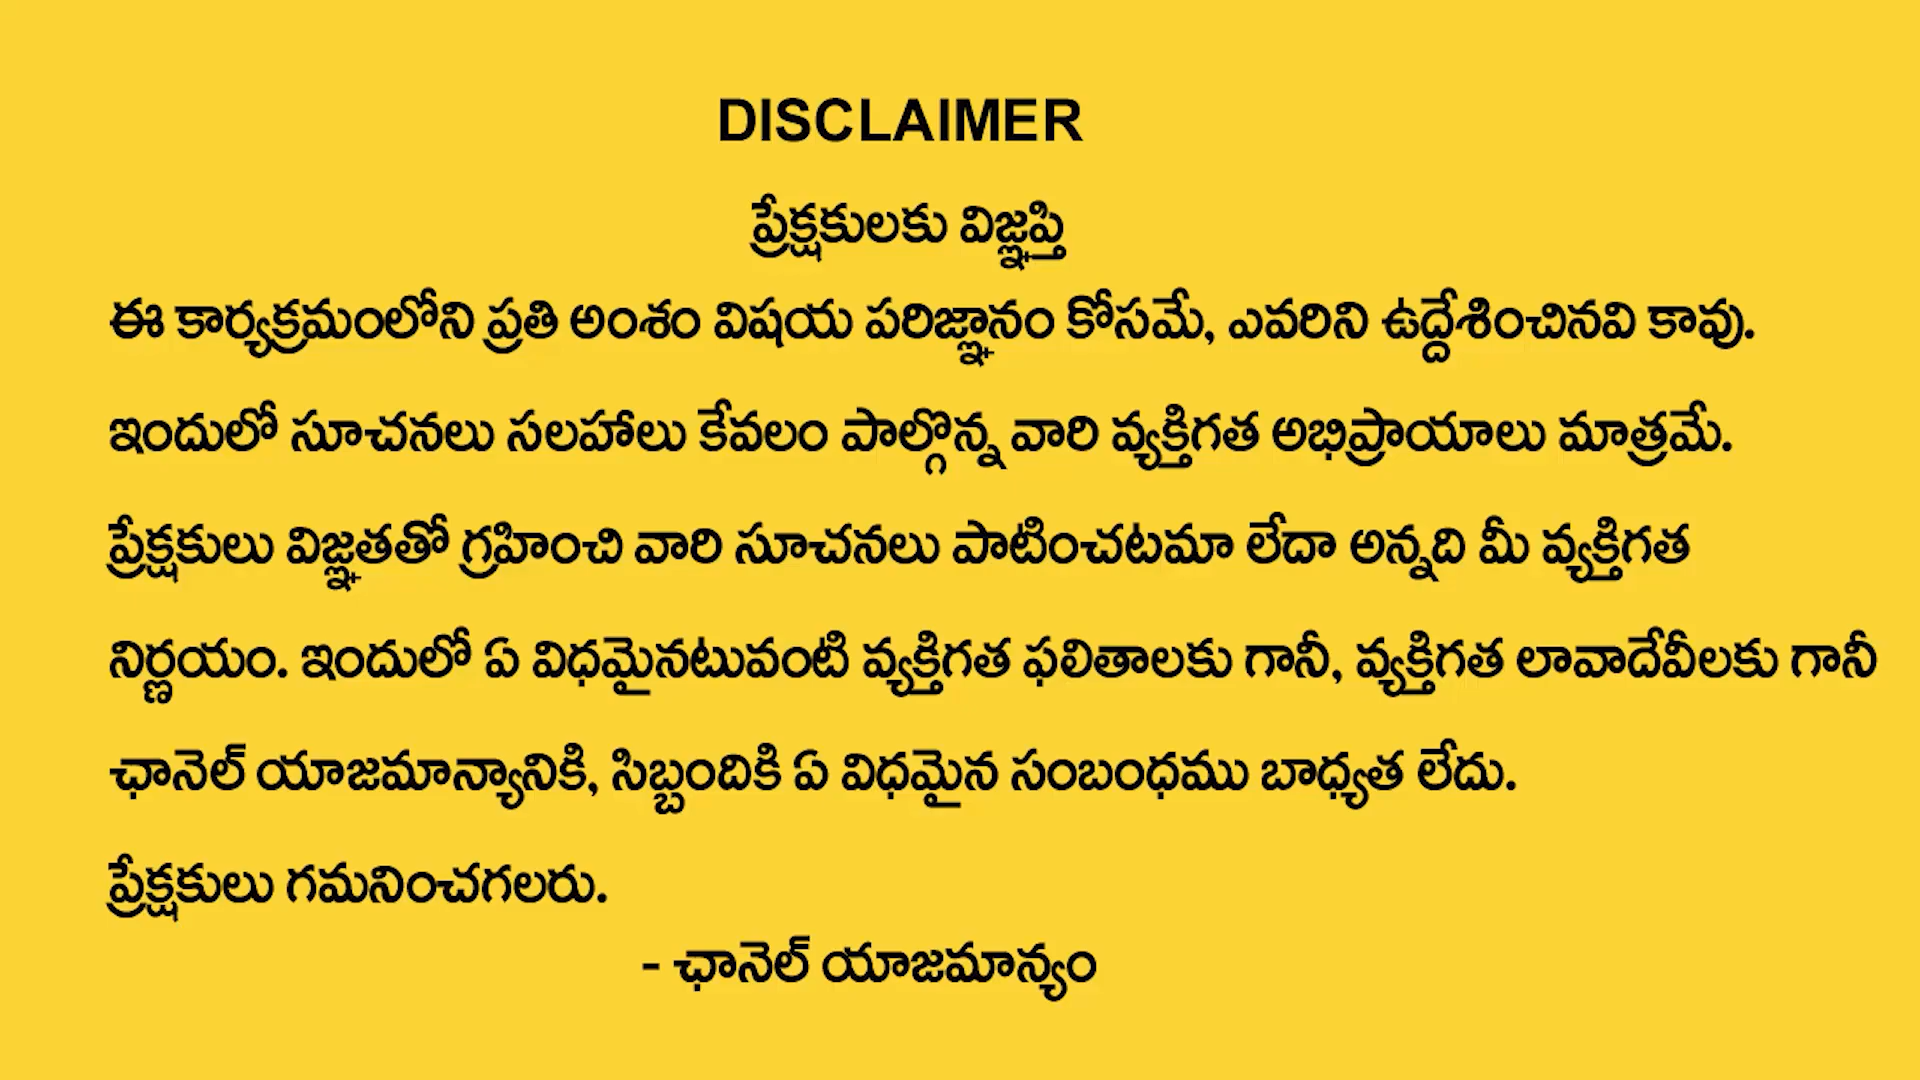 DISCLAIMER
ప్రేక్షకులకు విజ్ఞప్తి
ఈ కార్యక్రమంలోని ప్రతి అంశం విషయ పరిజ్ఞానం కోసమే, ఎవరిని ఉద్దేశించినవి కావు.
ఇందులో సూచనలు సలహాలు కేవలం పాల్గొన్న వారి వ్యక్తిగత అభిప్రాయాలు మాత్రమే.
ప్రేక్షకులు విజ్ఞతతో గ్రహించి వారి సూచనలు పాటించటమా లేదా అన్నది మీ వ్యక్తిగత
నిర్ణయం. ఇందులో ఏ విధమైనటువంటి వ్యక్తిగత ఫలితాలకు గానీ, వ్యక్తిగత లావాదేవీలకు గానీ
ఛానెల్ యాజమాన్యానికి, సిబ్బందికి ఏ విధమైన సంబంధము బాధ్యత లేదు.
ప్రేక్షకులు గమనించగలరు.
- ఛానెల్ యాజమాన్యం